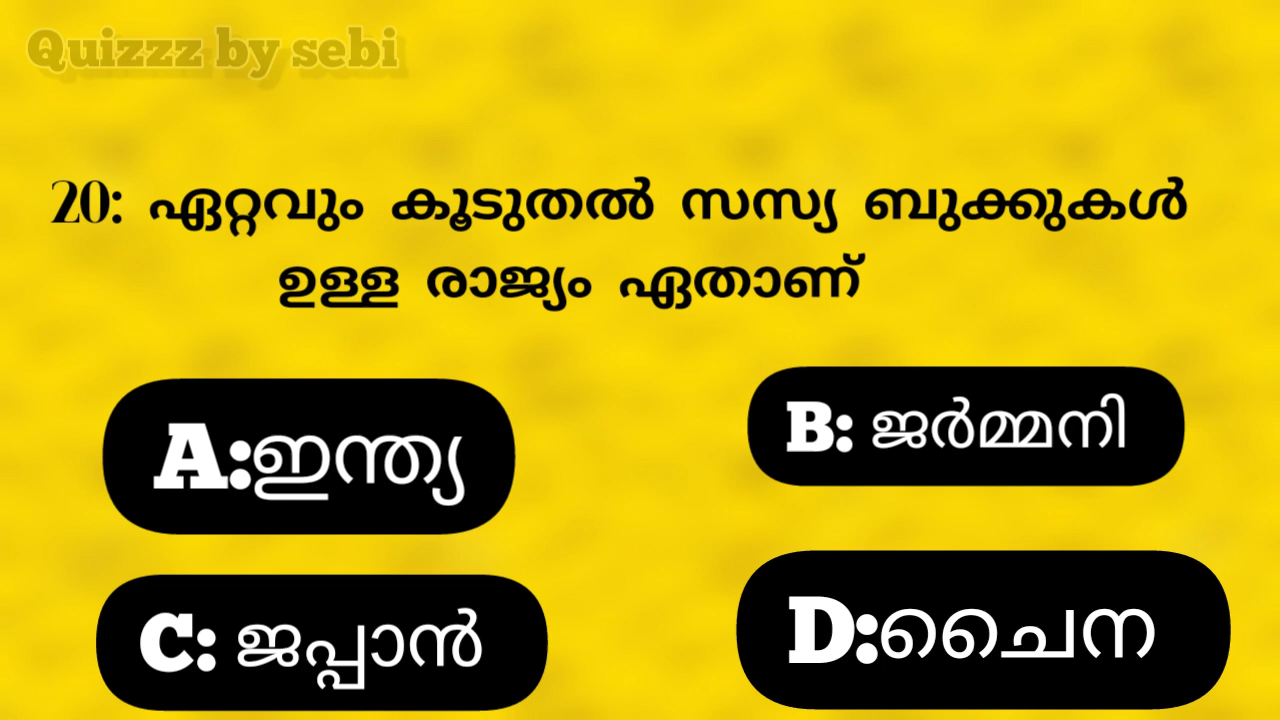 Quizzz by sebi
20: ഏറ്റവും കൂടുതൽ സസ്യ ബുക്കുകൾ
ഉള്ള രാജ്യം ഏതാണ്
A:ഇന്ത്യ
B: ജർമ്മനി
C: ജപ്പാൻ
D:ചൈന